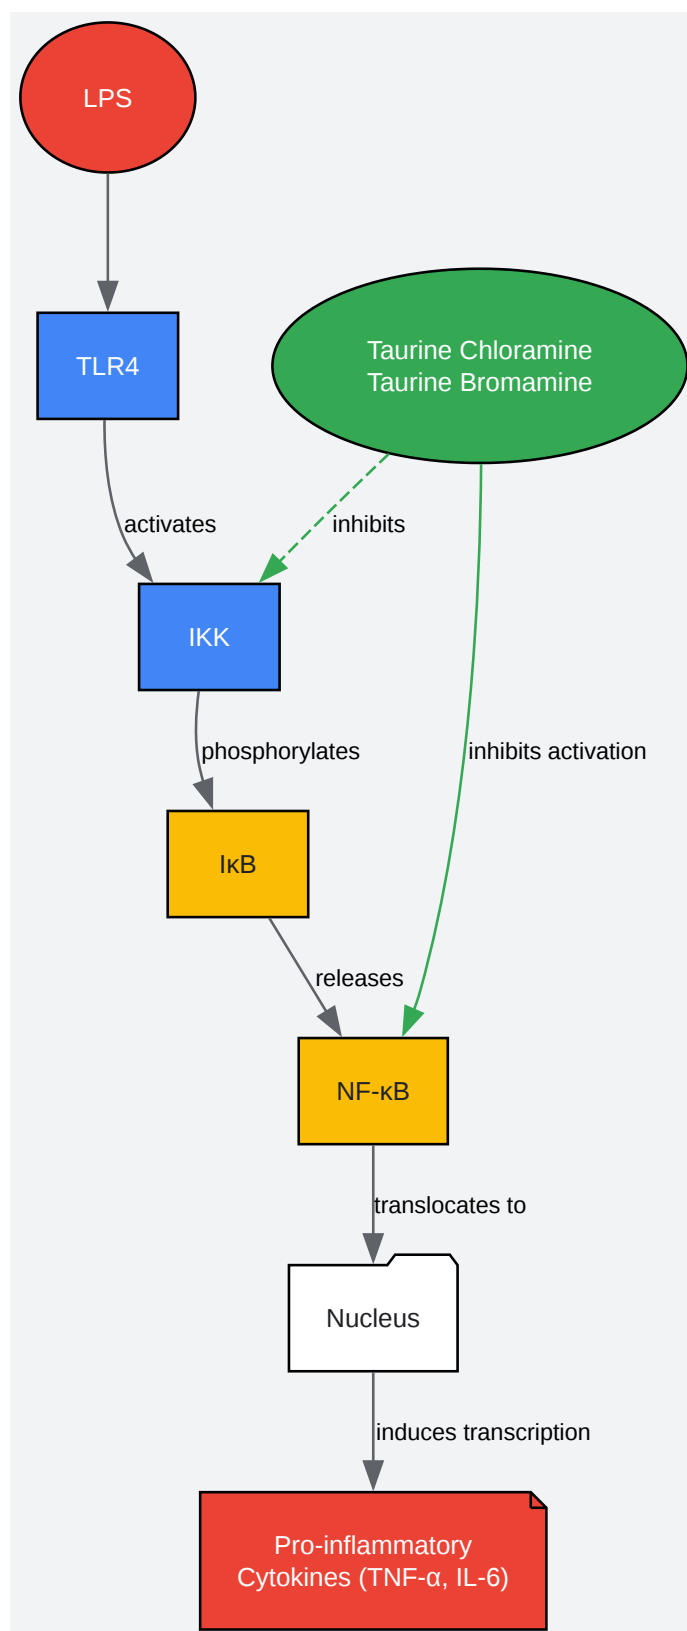 LPS
TLR4
Taurine Chloramine
Taurine Bromamine
activates
inhibits
IKK
phosphorylates
inhibits activation
IκB
releases
NF-κB
translocates to
Nucleus
induces transcription
Pro-inflammatory
Cytokines (TNF-α, IL-6)